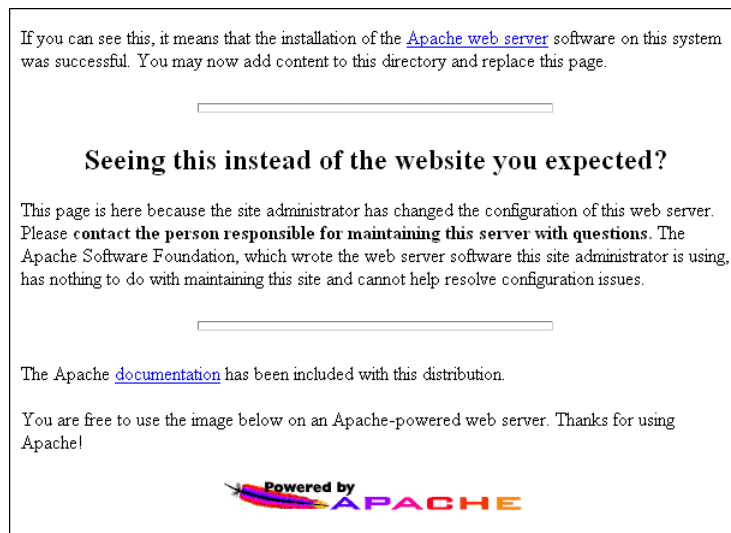 If you can see this, it means that the installation of the Apache web server software on this system
was successful. You may now add content to this directory and replace this page.
Seeing this instead of the website you expected?
This page is here because the site administrator has changed the configuration of this web server.
Please contact the person responsible for maintaining this server with questions. The
Apache Software Foundation, which wrote the web server software this site administrator is using,
has nothing to do with maintaining this site and cannot help resolve configuration issues.
The Apache documentation has been included with this distribution.
You are free to use the image below on an Apache-powered web server. Thanks for using
Apache!
Powered by
APACHE